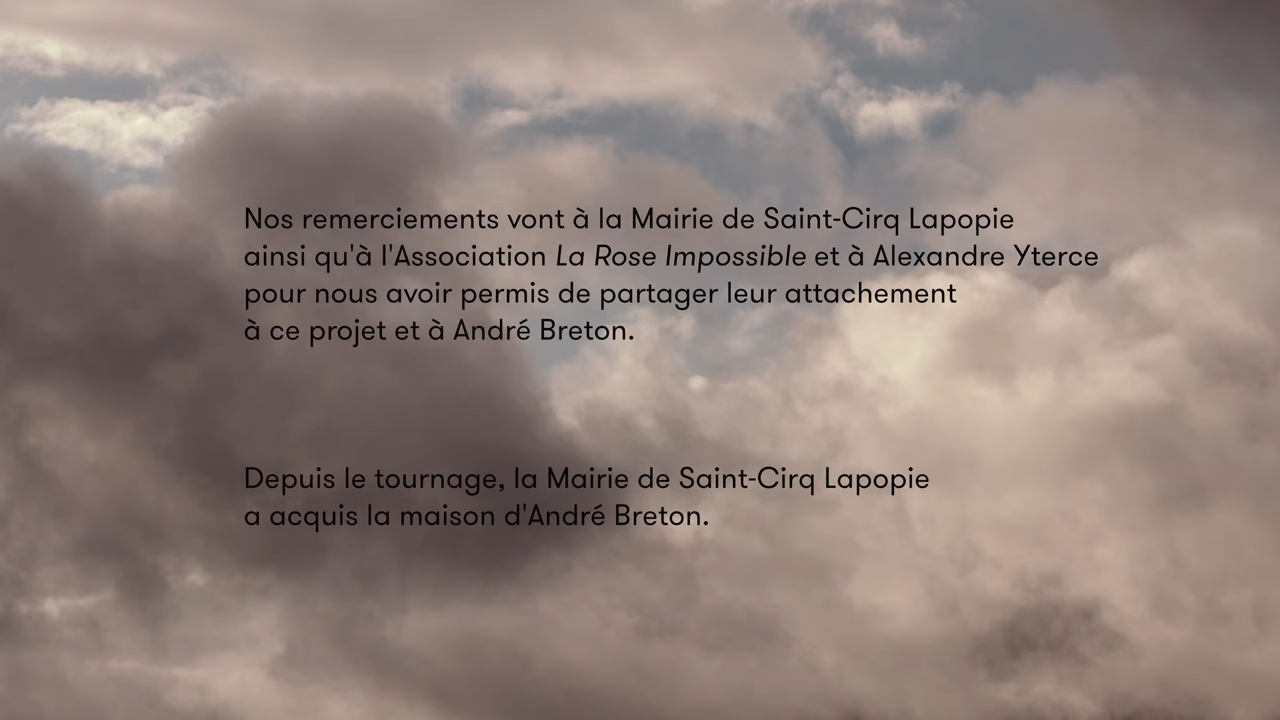 Nos remerciements vont à la Mairie de Saint-Cirq Lapopie
ainsi qu'à l'Association La Rose Impossible et à Alexandre Yterce
pour nous avoir permis de partager leur attachement
à ce projet et à André Breton.
Depuis le tournage, la Mairie de Saint-Cirq Lapopie
a acquis la maison d'André Breton.